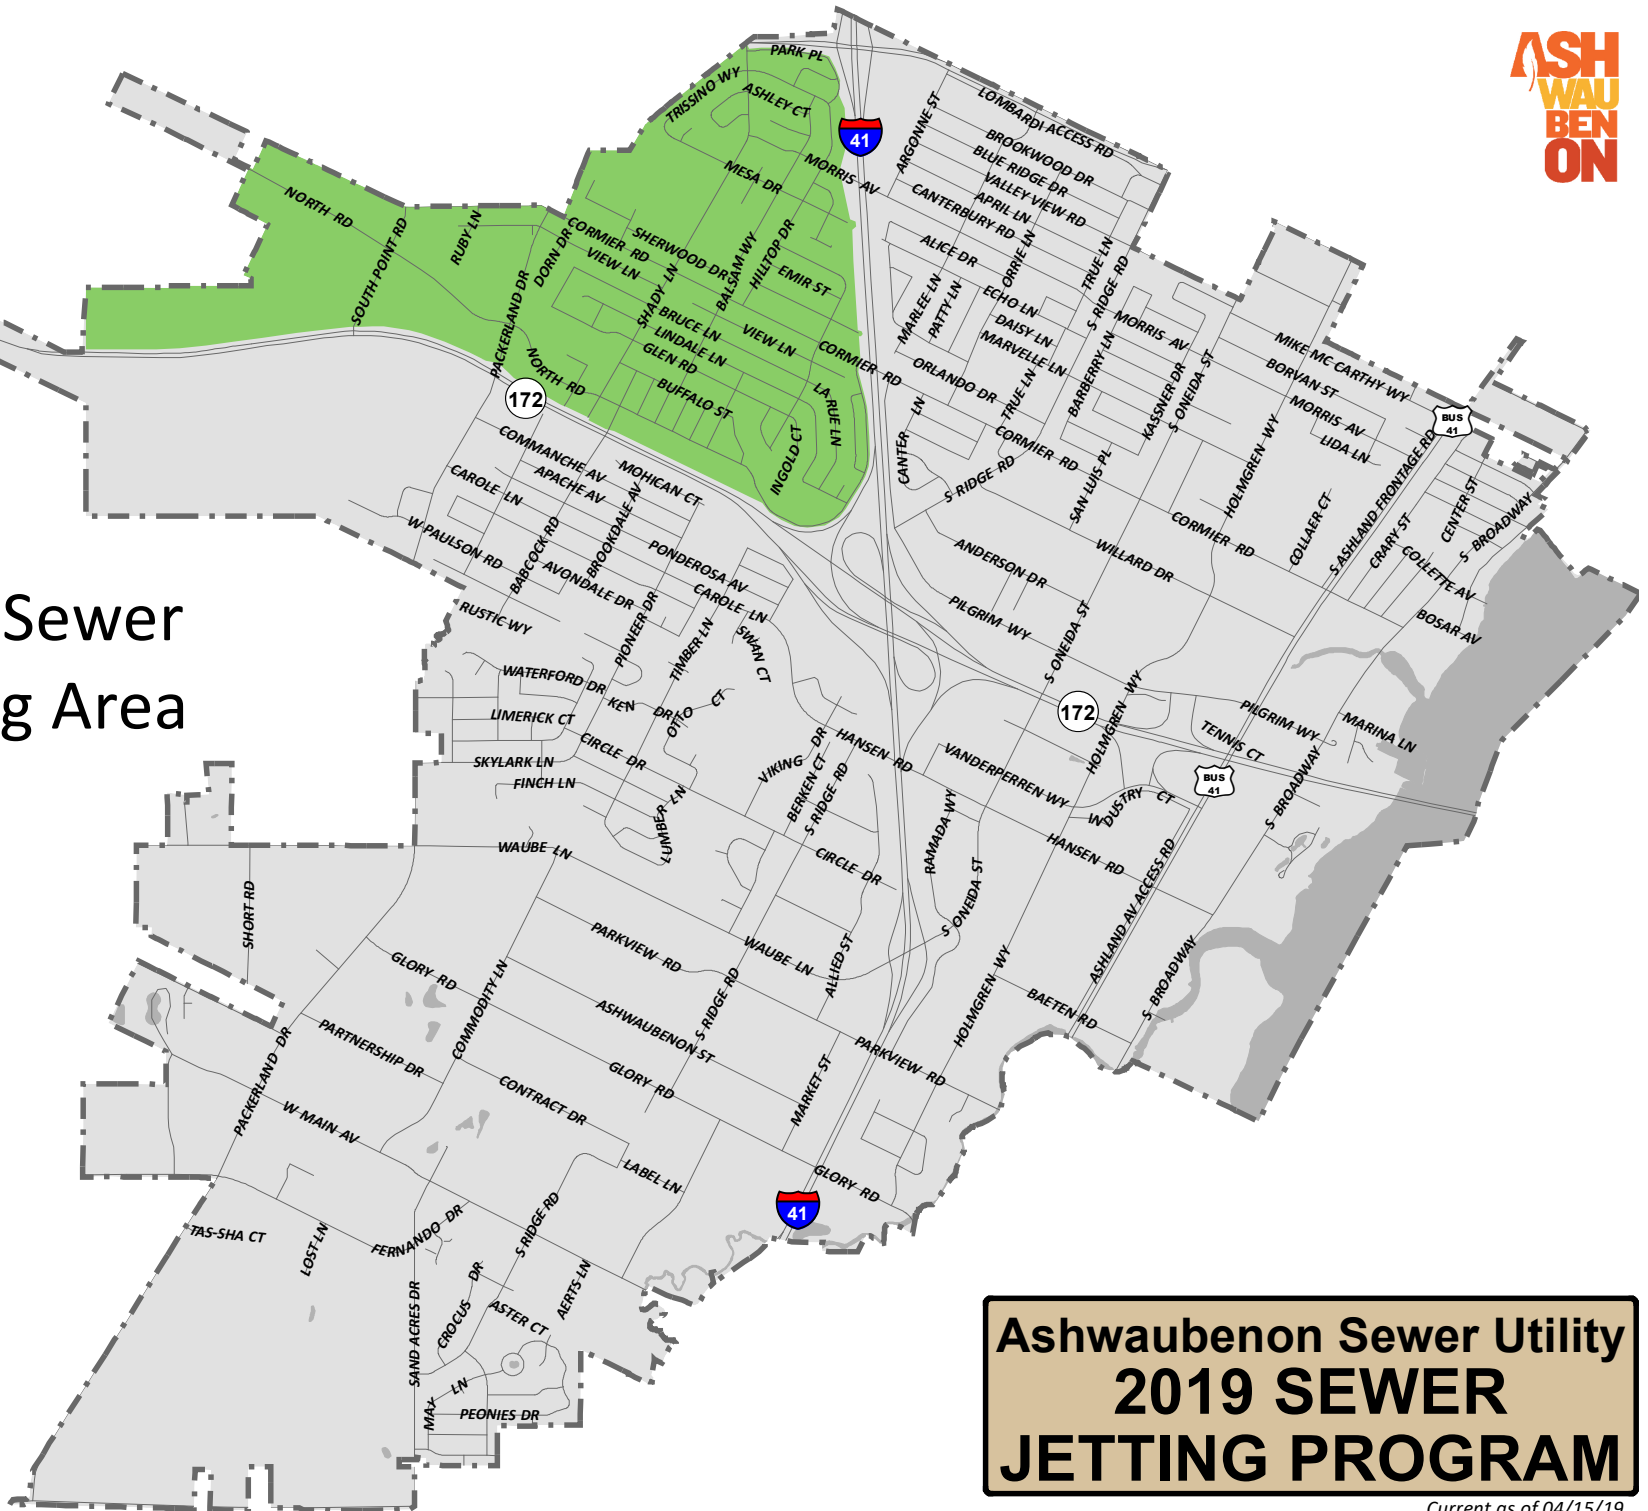 ASH
WAU
BEN
ON
PARK PL
TRISSINO WY
ASHLEY CT
41
LOMBARDI ACCESS RD
ARGONNE ST
BROOKWOOD DR
BLUE RIDGE DR
VALLEY VIEW RD
APRIL LN
CANTERBURY RD
MORRIS AV
MESA DR
NORTH RD
SOUTH POINT RD
RUBY LN
PACKERLAND DR
DORN DR
CORMIER RD
VIEW LN
SHERWOOD DR
SHADY LN
BALSAM WY
HILLTOP DR
EMIR ST
ALICE DR
ORRIE LN
TRUE LN
S RIDGE RD
MARLEE LN
PATTY LN
ECHO LN
DAISY LN
MARVELLE LN
MORRIS AV
BRUCE LN
LINDALE LN
GLEN RD
BUFFALO ST
VIEW LN
CORMIER RD
LA RUE LN
INGOLD CT
NORTH RD
172
ORLANDO DR
TRUE LN
BARBERRY LN
KASSNER DR
S ONEIDA ST
MIKE MC CARTHY WY
BORVAN ST
MORRIS AV
LIDA LN
BUS
41
CANTER LN
S RIDGE RD
CORMIER RD
SAN LUIS PL
HOLMGREN WY
COLLAER CT
S ASHLAND FRONTAGE RD
CRARY ST
CENTER ST
S BROADWAY
COLLETTE AV
BOSAR AV
COMMANCHE AV
APACHE AV
MOHICAN CT
CAROLE LN
W PAULSON RD
BABCOCK RD
BROOKDALE AV
PONDEROSA AV
AVONDALE DR
CAROLE LN
RUSTIC WY
PIONEER DR
TIMBER LN
SWAN CT
ANDERSON DR
WILLARD DR
CORMIER RD
PILGRIM WY
S ONEIDA ST
Sewer
g Area
WATERFORD DR
KEN DR
OTTO CT
LIMERICK CT
CIRCLE DR
SKYLARK LN
FINCH LN
LUMBER LN
VIKING DR
BERKEN CT
S RIDGE RD
HANSEN RD
VANDERPERREN WY
172
HOLMGREN WY
PILGRIM WY
TENNIS CT
MARINA LN
BUS
41
INDUSTRY CT
S BROADWAY
HANSEN RD
RAMADA WY
CIRCLE DR
WAUBE LN
S ONEIDA ST
ASHLAND AV ACCESS RD
SHORT RD
PARKVIEW RD
WAUBE LN
ALLIED ST
GLORY RD
COMMODITY LN
S RIDGE RD
ASHWAUBENON ST
HOLMGREN WY
BAETEN RD
S BROADWAY
PARTNERSHIP DR
PACKERLAND DR
W MAIN AV
CONTRACT DR
GLORY RD
MARKET ST
PARKVIEW RD
LABEL LN
GLORY RD
41
TAS-SHA CT
LOST LN
FERNANDO DR
S RIDGE RD
SAND ACRES DR
CROCUS DR
ASTER CT
AERTS LN
MAX LN
PEONIES DR
Ashwaubenon Sewer Utility
2019 SEWER
JETTING PROGRAM
Current as of 04/15/19